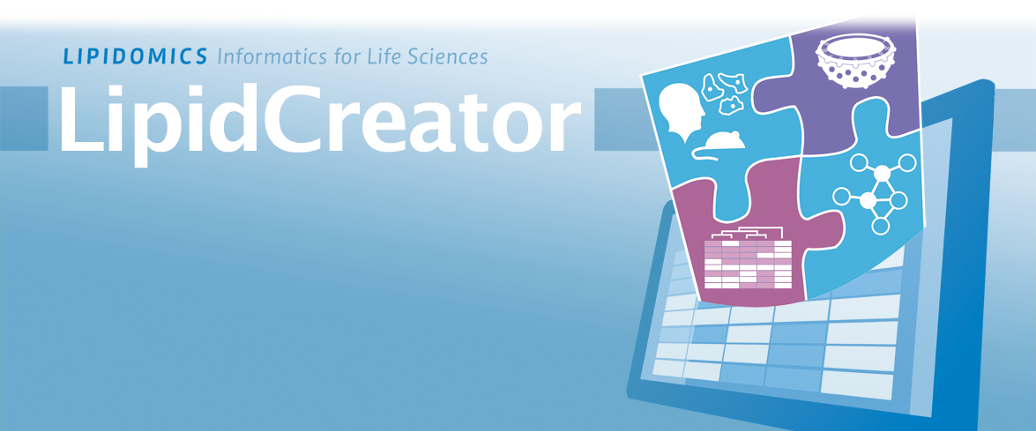 LIPIDOMICS Informatics for Life Sciences
LipidCreator